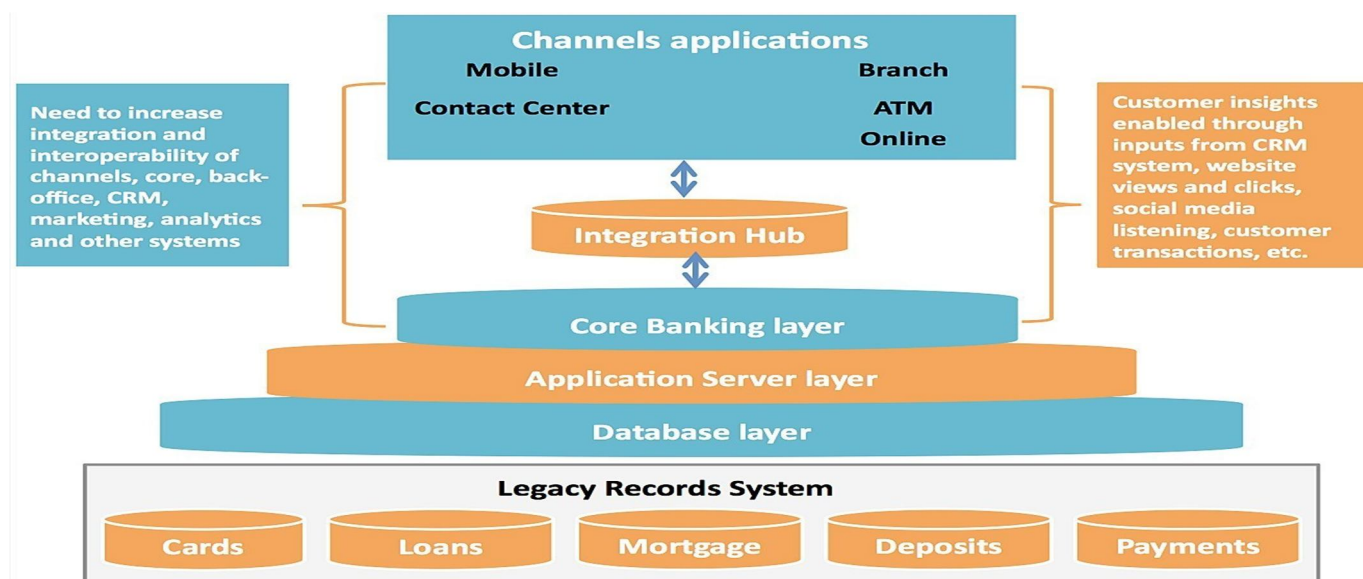 Channels applications
Mobile
Branch
Contact Center
ATM
Online
Need to increase
integration and
interoperability of
channels, core, back-
office, CRM,
marketing, analytics
and other systems
Customer insights
enabled through
inputs from CRM
system, website
views and clicks,
social media
listening, customer
transactions, etc.
Integration Hub
Core Banking layer
Application Server layer
Database layer
Legacy Records System
Cards
Loans
Mortgage
Deposits
Payments